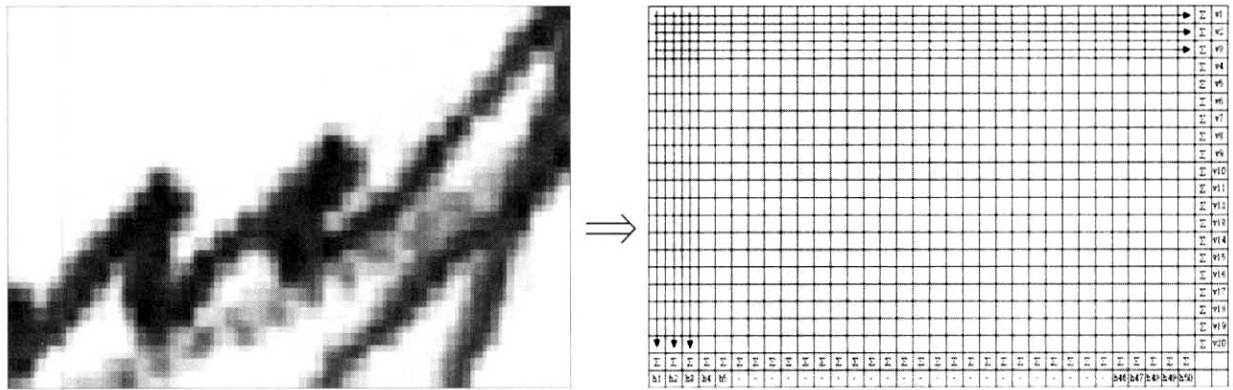 Σ v1
Σ v2
Σ v3
Σ v4
Σ v5
Σ v6
Σ v7
Σ v8
Σ v9
Σ v10
Σ v11
Σ v12
Σ v13
Σ v14
Σ v15
Σ v16
Σ v17
Σ v18
Σ v19
Σ v20
Σ Σ Σ Σ Σ Σ Σ Σ Σ Σ Σ Σ Σ Σ Σ Σ Σ Σ Σ Σ Σ Σ Σ Σ Σ Σ Σ Σ Σ Σ Σ Σ
h1 h2 h3 h4 h5 - - - - - - - - - - - - - - - - - - - - - - h46 h47 h48 h49 h50